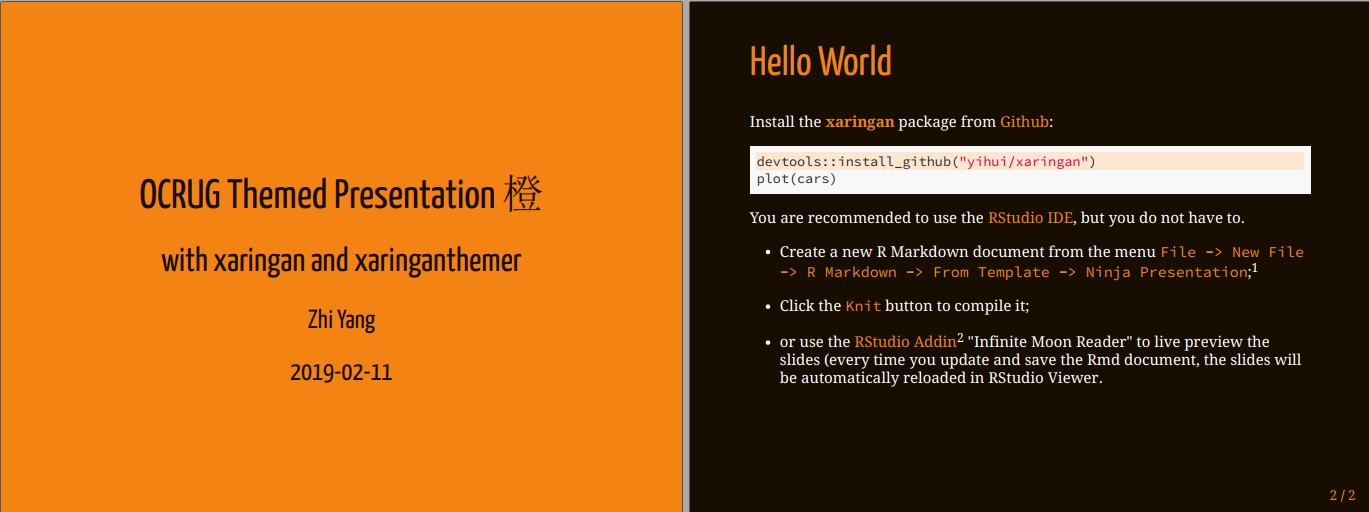 OCRUG Themed Presentation 橙
with xaringan and xaringanthemer
Zhi Yang
2019-02-11
Hello World
Install the xaringan package from Github:
devtools::install_github("yihui/xaringan")
plot(cars)
You are recommended to use the RStudio IDE, but you do not have to.
• Create a new R Markdown document from the menu File -> New File
-> R Markdown -> From Template -> Ninja Presentation;1
• Click the Knit button to compile it;
• or use the RStudio Addin2 "Infinite Moon Reader" to live preview the
slides (every time you update and save the Rmd document, the slides will
be automatically reloaded in RStudio Viewer.
2 / 2